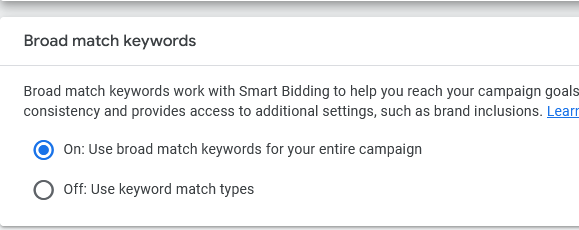 Broad match keywords
Broad match keywords work with Smart Bidding to help you reach your campaign goals
consistency and provides access to additional settings, such as brand inclusions. Learn
On: Use broad match keywords for your entire campaign
Off: Use keyword match types